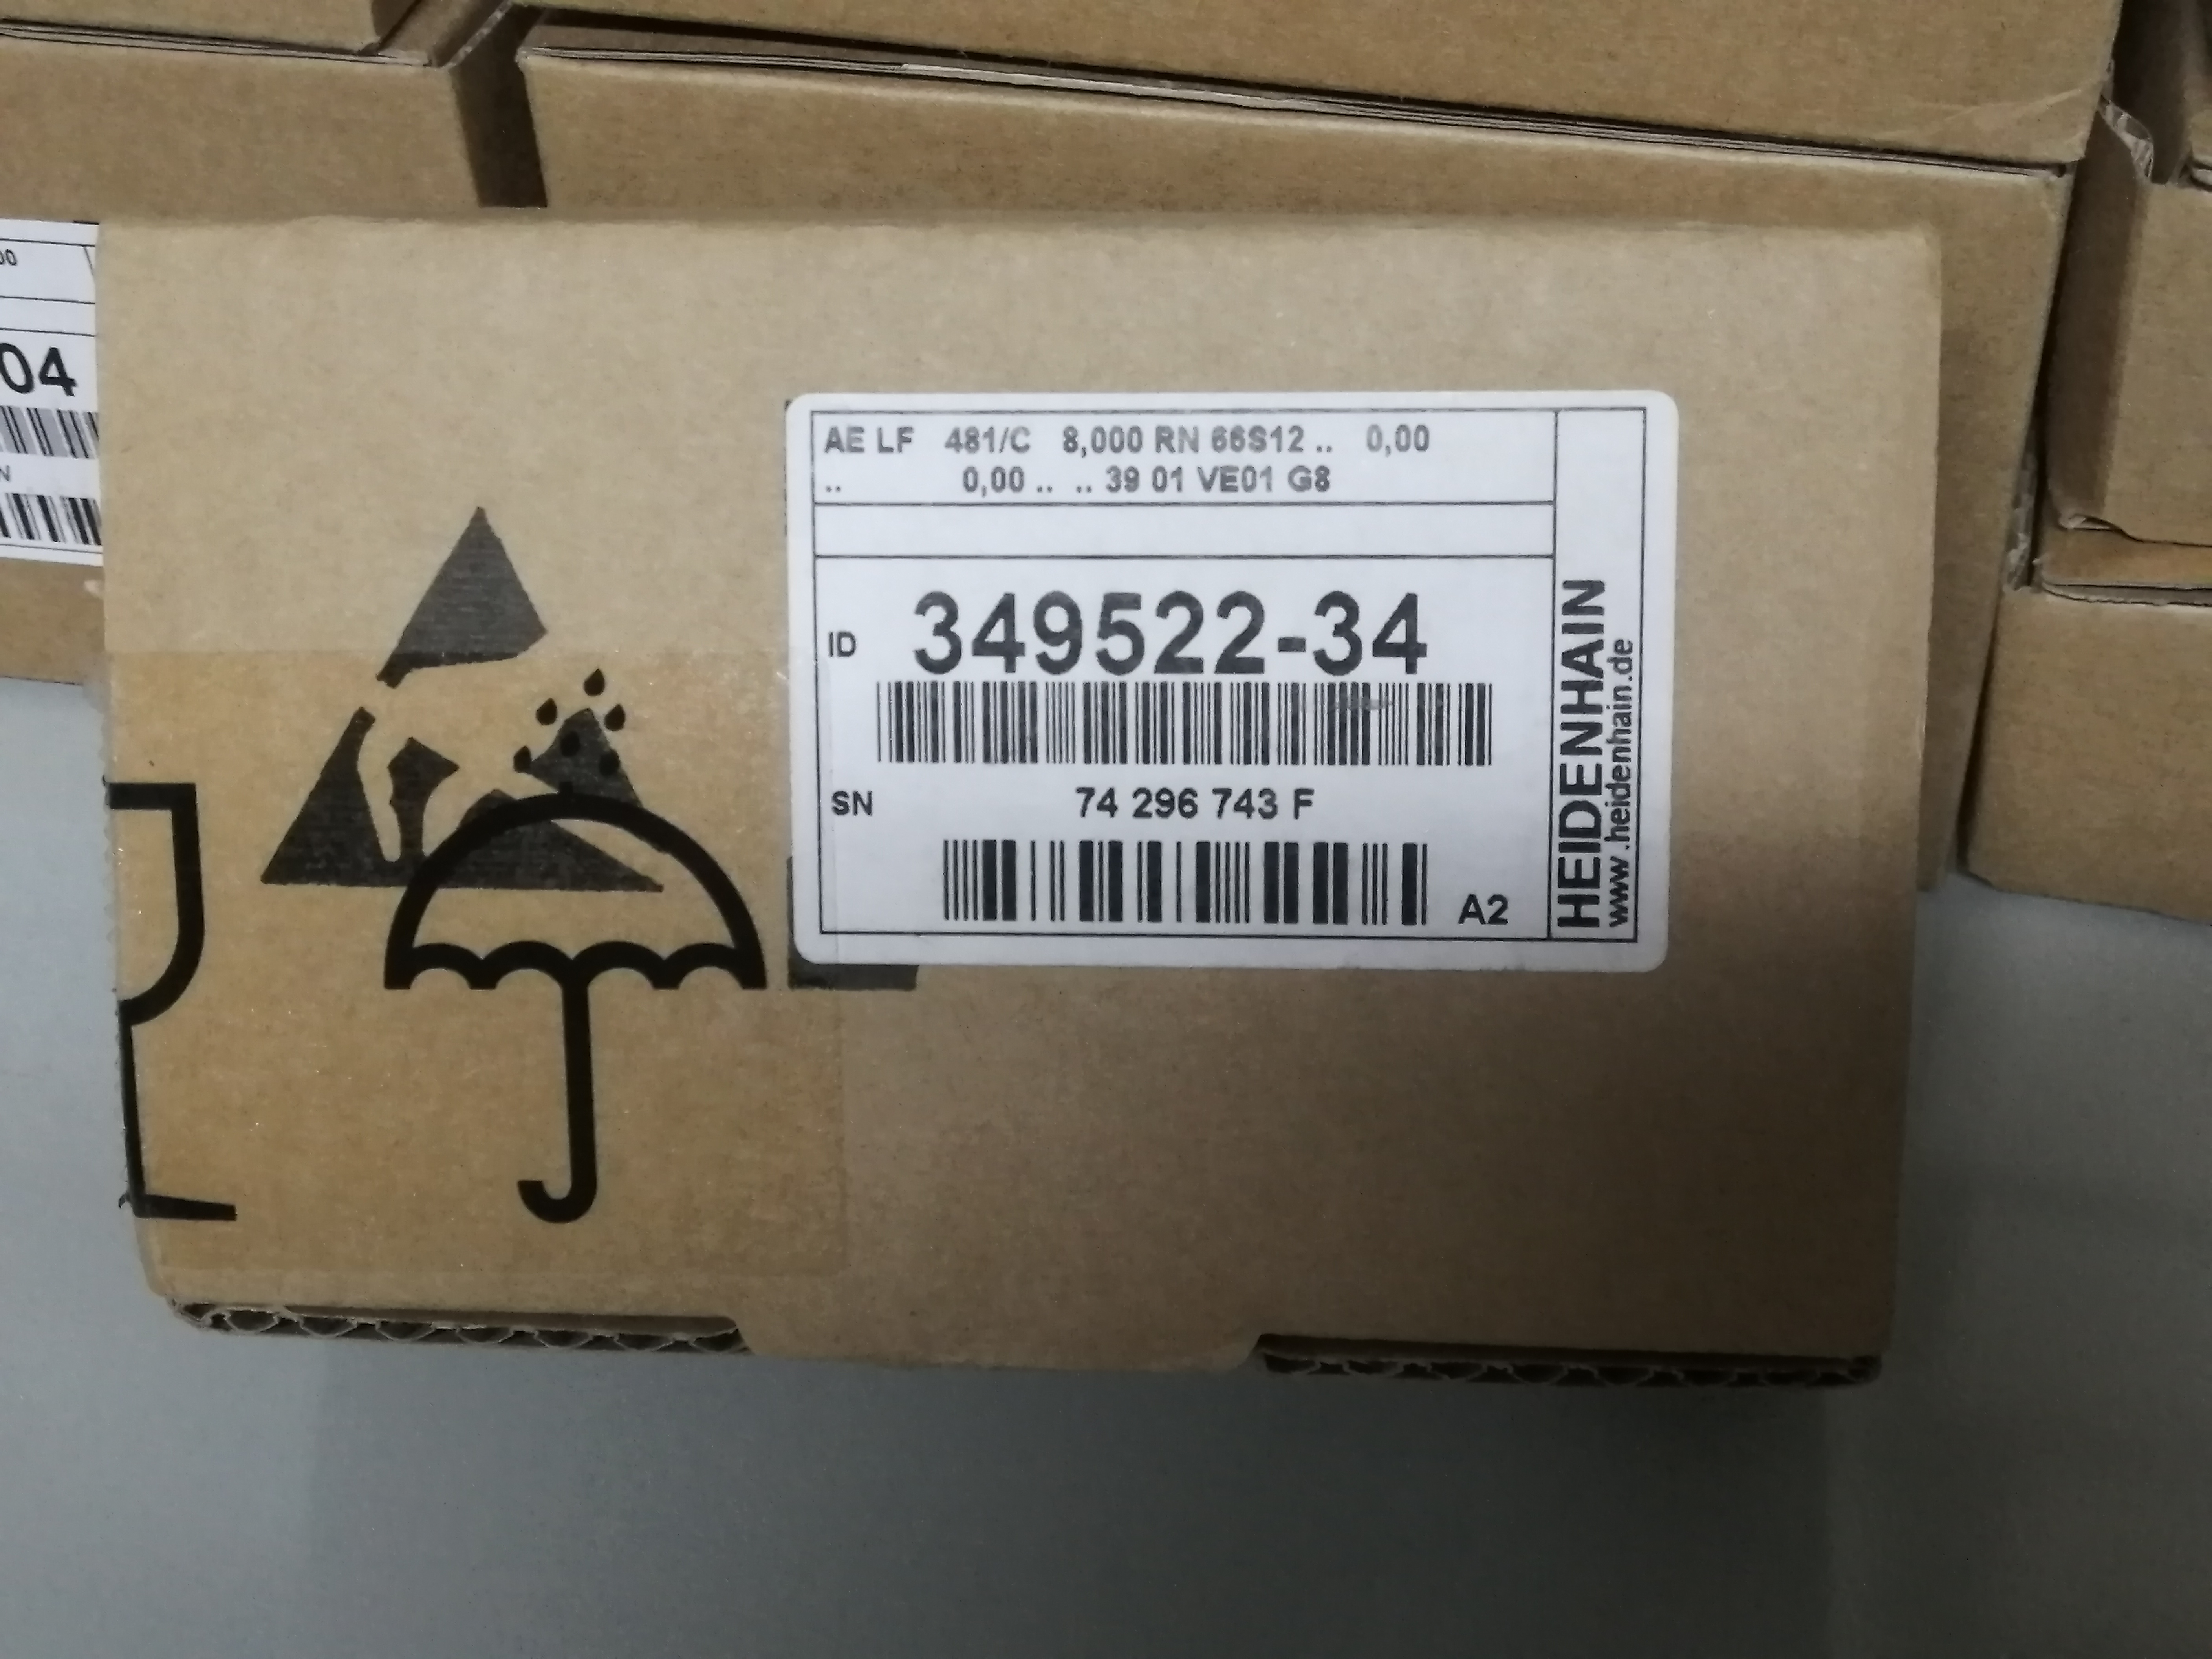 AE LF 481/C 8,000 RN 66S12 .. 0,00
.. 0,00 .. .. 39 01 VE01 G8
ID 349522-34
SN 74 296 743 F
A2
HEIDENHAIN
www.heidenhain.de
04